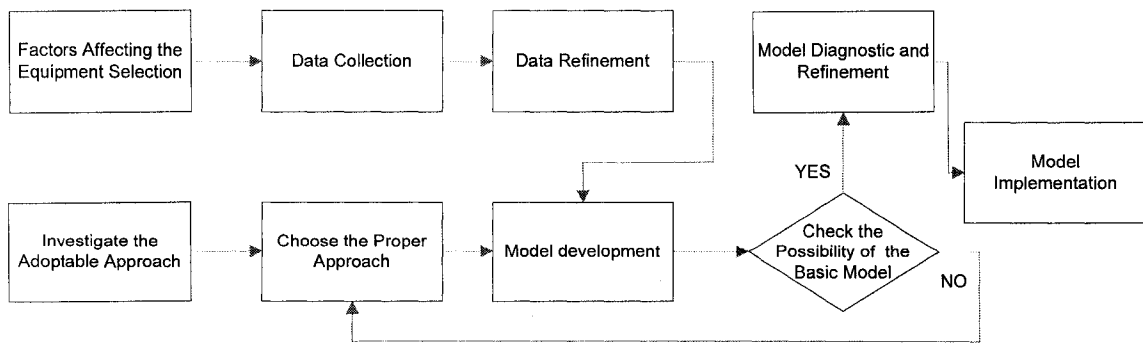 Factors Affecting the
Equipment Selection
Data Collection
Data Refinement
Model Diagnostic and
Refinement
Model
Implementation
YES
Investigate the
Adoptable Approach
Choose the Proper
Approach
Model development
Check the
Possibility of the
Basic Model
NO